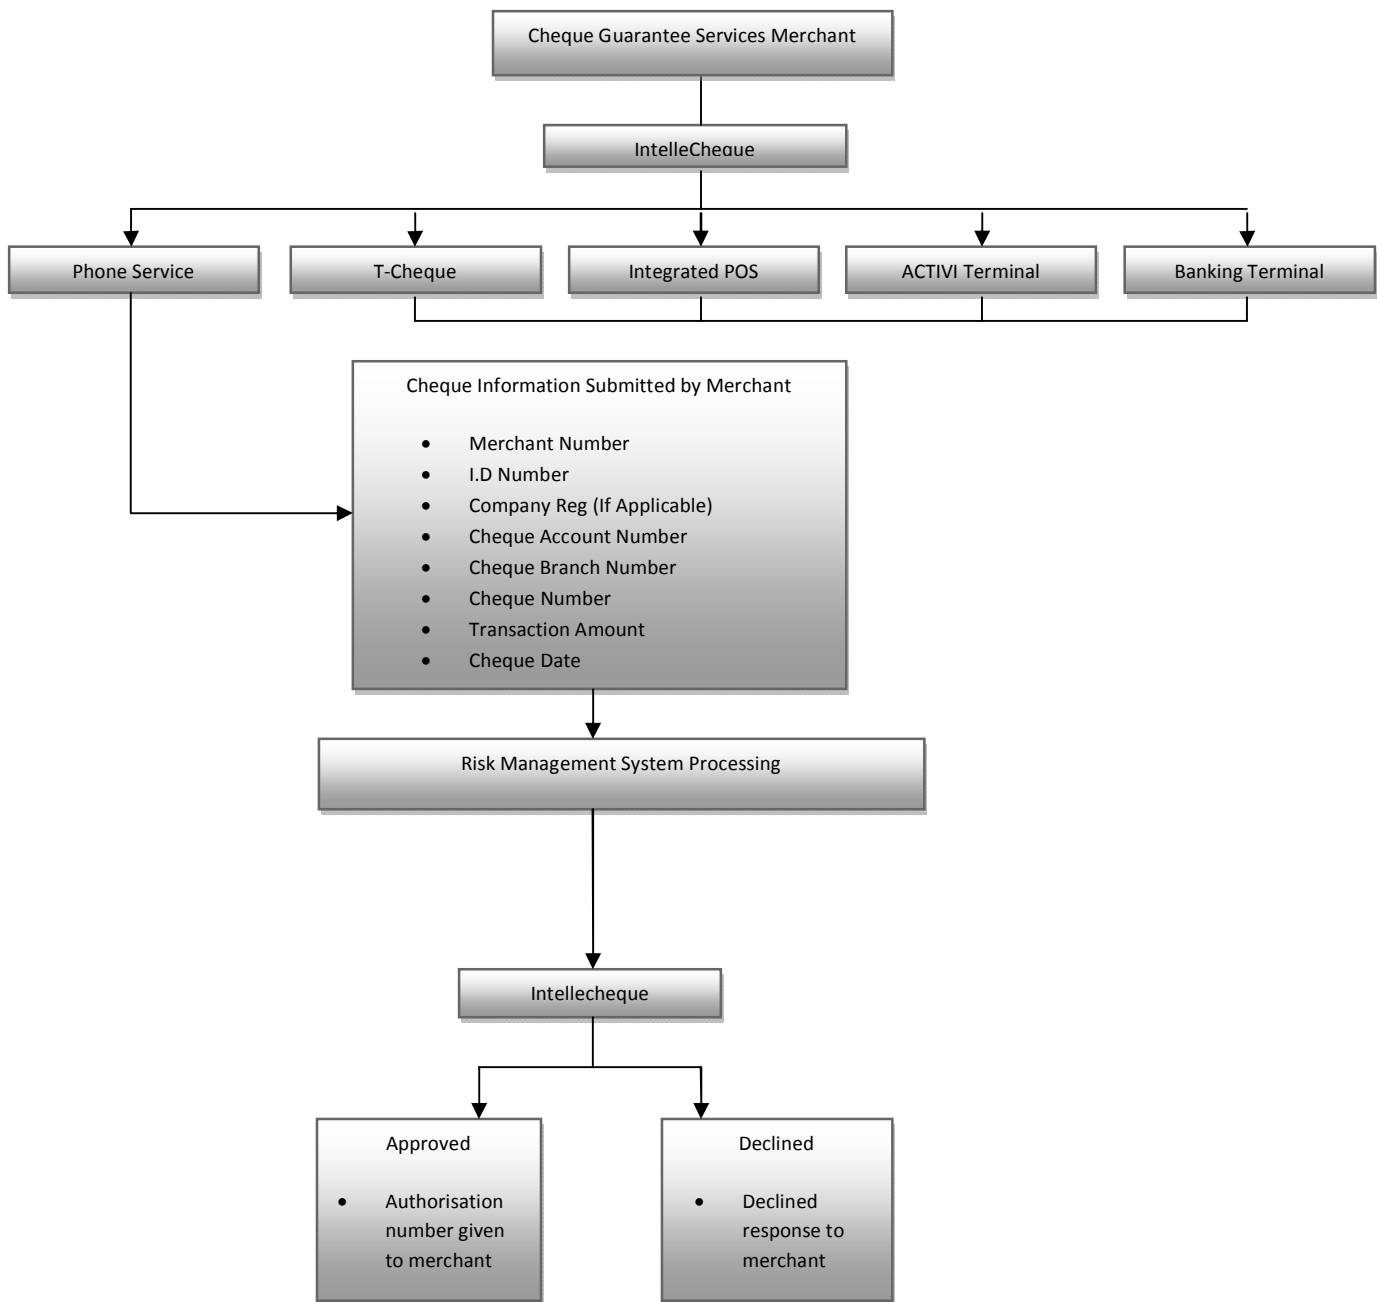 Cheque Guarantee Services Merchant
IntelleCheque
Phone Service
T-Cheque
Integrated POS
ACTIVI Terminal
Banking Terminal
Cheque Information Submitted by Merchant
• Merchant Number
• I.D Number
• Company Reg (If Applicable)
• Cheque Account Number
• Cheque Branch Number
• Cheque Number
• Transaction Amount
• Cheque Date
Risk Management System Processing
Intellecheque
Approved
• Authorisation
number given
to merchant
Declined
• Declined
response to
merchant